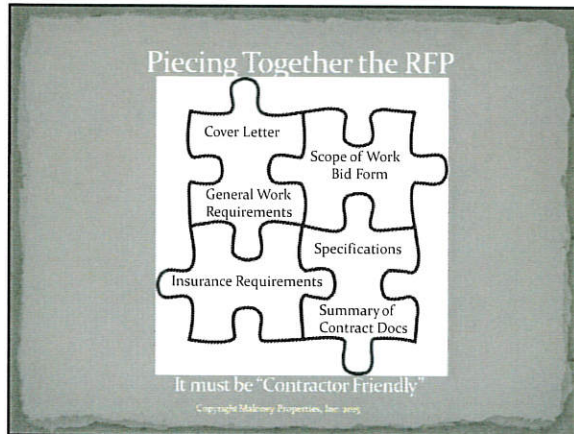 Piecing Together the RFP
Cover Letter
General Work
Requirements
Scope of Work
Bid Form
Insurance Requirements
Specifications
Summary of
Contract Docs
It must be "Contractor Friendly"
Copyright Maloney Properties, Inc. 2015